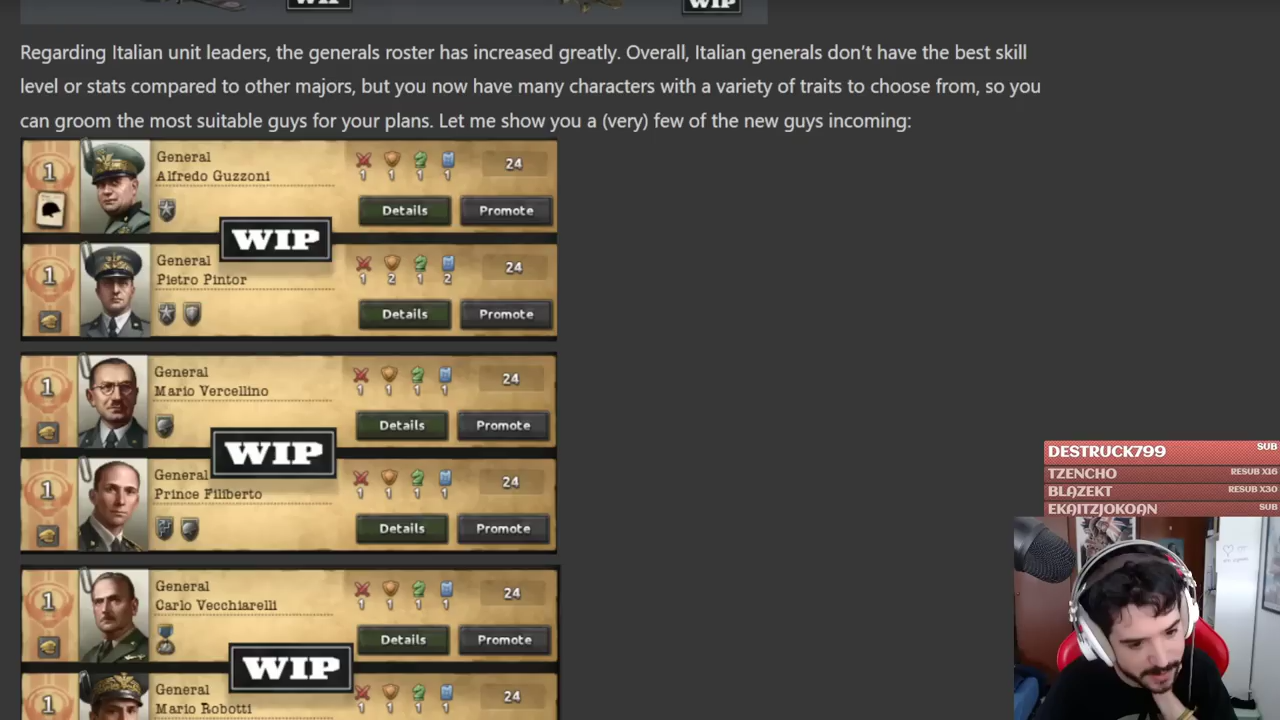 WIP
WIP
Regarding Italian unit leaders, the generals roster has increased greatly. Overall, Italian generals don’t have the best skill
level or stats compared to other majors, but you now have many characters with a variety of traits to choose from, so you
can groom the most suitable guys for your plans. Let me show you a (very) few of the new guys incoming:
1
General
Alfredo Guzzoni
1 1 1 1
24
Details
Promote
WIP
1
General
Pietro Pintor
1 2 1 2
24
Details
Promote
1
General
Mario Vercellino
1 1 1 1
24
Details
Promote
WIP
1
General
Prince Filiberto
1 1 1 1
24
Details
Promote
1
General
Carlo Vecchiarelli
1 1 1 1
24
Details
Promote
WIP
1
General
Mario Robotti
1 1 1 1
24
DESTRUCK799 SUB
TZENCHO RESUB X16
BLAZEKT RESUB X30
EKAITZJOKOAN SUB